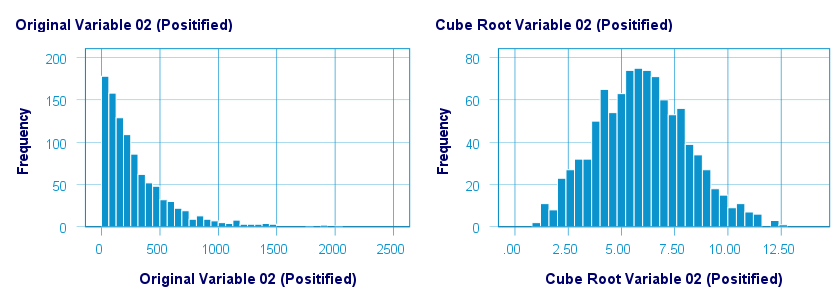 Original Variable 02 (Positified)
Frequency
200
150
100
50
0
0 500 1000 1500 2000 2500
Original Variable 02 (Positified)
Cube Root Variable 02 (Positified)
Frequency
80
60
40
20
0
.00 2.50 5.00 7.50 10.00 12.50
Cube Root Variable 02 (Positified)